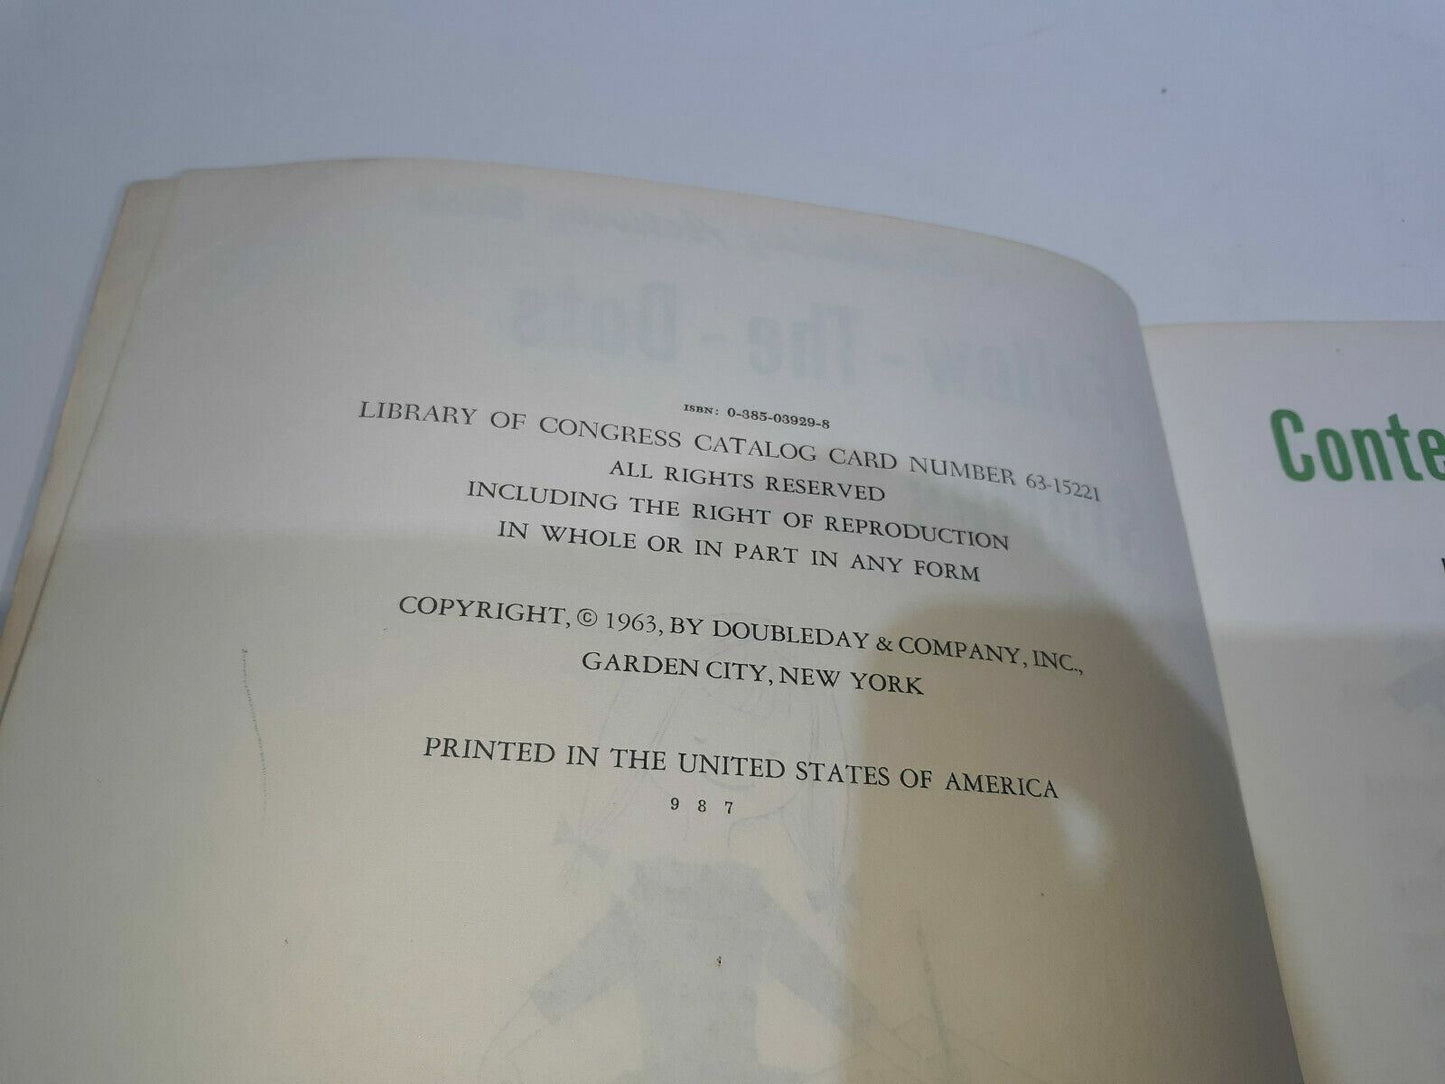 ISBN: 0-385-03929-8
LIBRARY OF CONGRESS CATALOG CARD NUMBER 63-15221
ALL RIGHTS RESERVED
INCLUDING THE RIGHT OF REPRODUCTION
IN WHOLE OR IN PART IN ANY FORM
COPYRIGHT, © 1963, BY DOUBLEDAY & COMPANY, INC.,
GARDEN CITY, NEW YORK
PRINTED IN THE UNITED STATES OF AMERICA
9 8 7
Conte